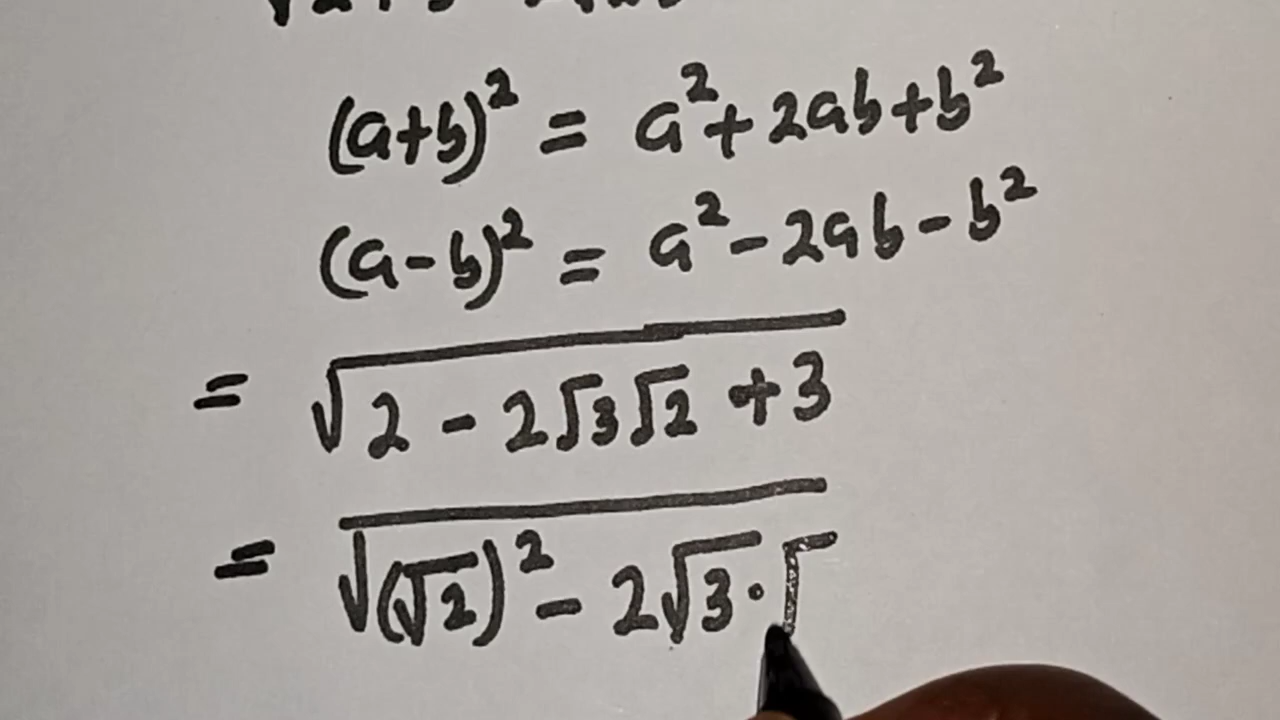 (a+b)² = a²+2ab+b²
(a-b)² = a²-2ab-b²
= √(2 - 2√3√2 + 3)
= √((√2)² - 2√3·√